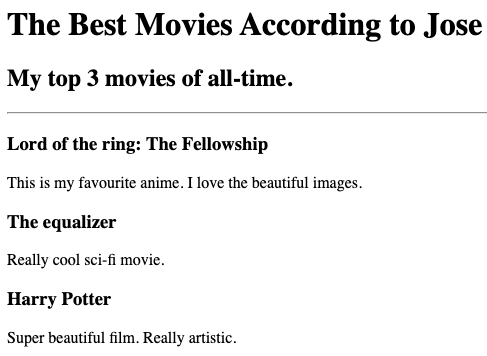 The Best Movies According to Jose
My top 3 movies of all-time.
Lord of the ring: The Fellowship
This is my favourite anime. I love the beautiful images.
The equalizer
Really cool sci-fi movie.
Harry Potter
Super beautiful film. Really artistic.